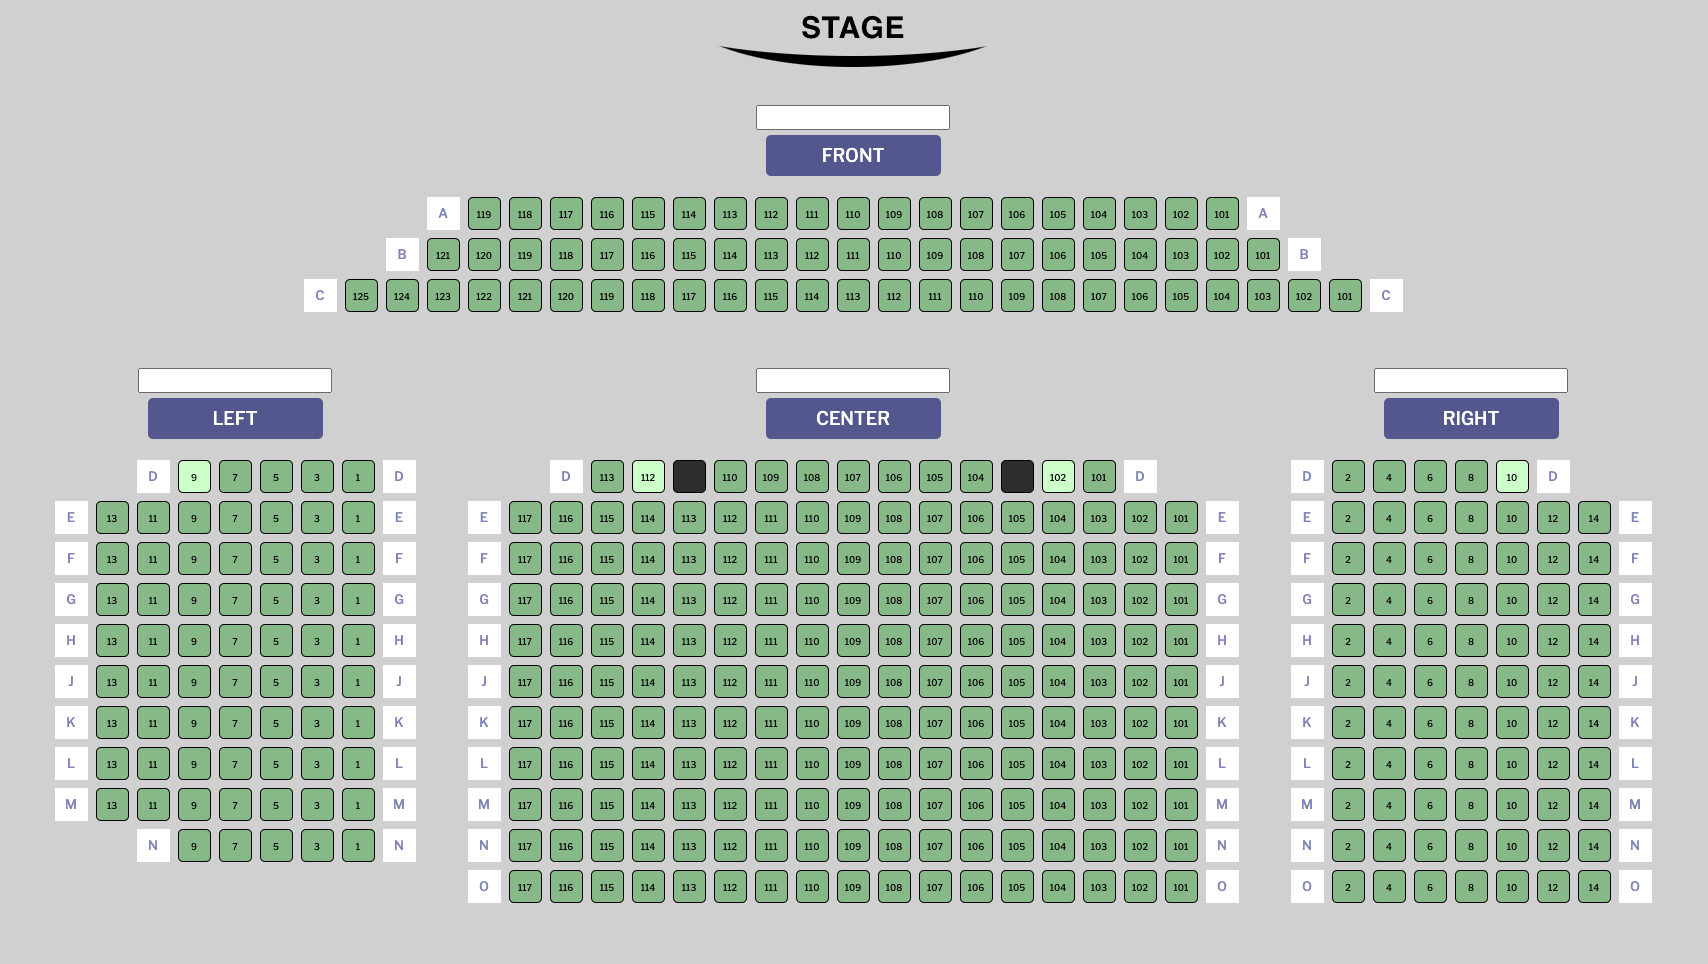 STAGE
FRONT
A 119 118 117 116 115 114 113 112 111 110 109 108 107 106 105 104 103 102 101 A
B 121 120 119 118 117 116 115 114 113 112 111 110 109 108 107 106 105 104 103 102 101 B
C 125 124 123 122 121 120 119 118 117 116 115 114 113 112 111 110 109 108 107 106 105 104 103 102 101 C
LEFT CENTER RIGHT
D 9 7 5 3 1 D D 113 112 110 109 108 107 106 105 104 102 101 D D 2 4 6 8 10 D
E 13 11 9 7 5 3 1 E E 117 116 115 114 113 112 111 110 109 108 107 106 105 104 103 102 101 E E 2 4 6 8 10 12 14 E
F 13 11 9 7 5 3 1 F F 117 116 115 114 113 112 111 110 109 108 107 106 105 104 103 102 101 F F 2 4 6 8 10 12 14 F
G 13 11 9 7 5 3 1 G G 117 116 115 114 113 112 111 110 109 108 107 106 105 104 103 102 101 G G 2 4 6 8 10 12 14 G
H 13 11 9 7 5 3 1 H H 117 116 115 114 113 112 111 110 109 108 107 106 105 104 103 102 101 H H 2 4 6 8 10 12 14 H
J 13 11 9 7 5 3 1 J J 117 116 115 114 113 112 111 110 109 108 107 106 105 104 103 102 101 J J 2 4 6 8 10 12 14 J
K 13 11 9 7 5 3 1 K K 117 116 115 114 113 112 111 110 109 108 107 106 105 104 103 102 101 K K 2 4 6 8 10 12 14 K
L 13 11 9 7 5 3 1 L L 117 116 115 114 113 112 111 110 109 108 107 106 105 104 103 102 101 L L 2 4 6 8 10 12 14 L
M 13 11 9 7 5 3 1 M M 117 116 115 114 113 112 111 110 109 108 107 106 105 104 103 102 101 M M 2 4 6 8 10 12 14 M
N 9 7 5 3 1 N N 117 116 115 114 113 112 111 110 109 108 107 106 105 104 103 102 101 N N 2 4 6 8 10 12 14 N
O 117 116 115 114 113 112 111 110 109 108 107 106 105 104 103 102 101 O O 2 4 6 8 10 12 14 O